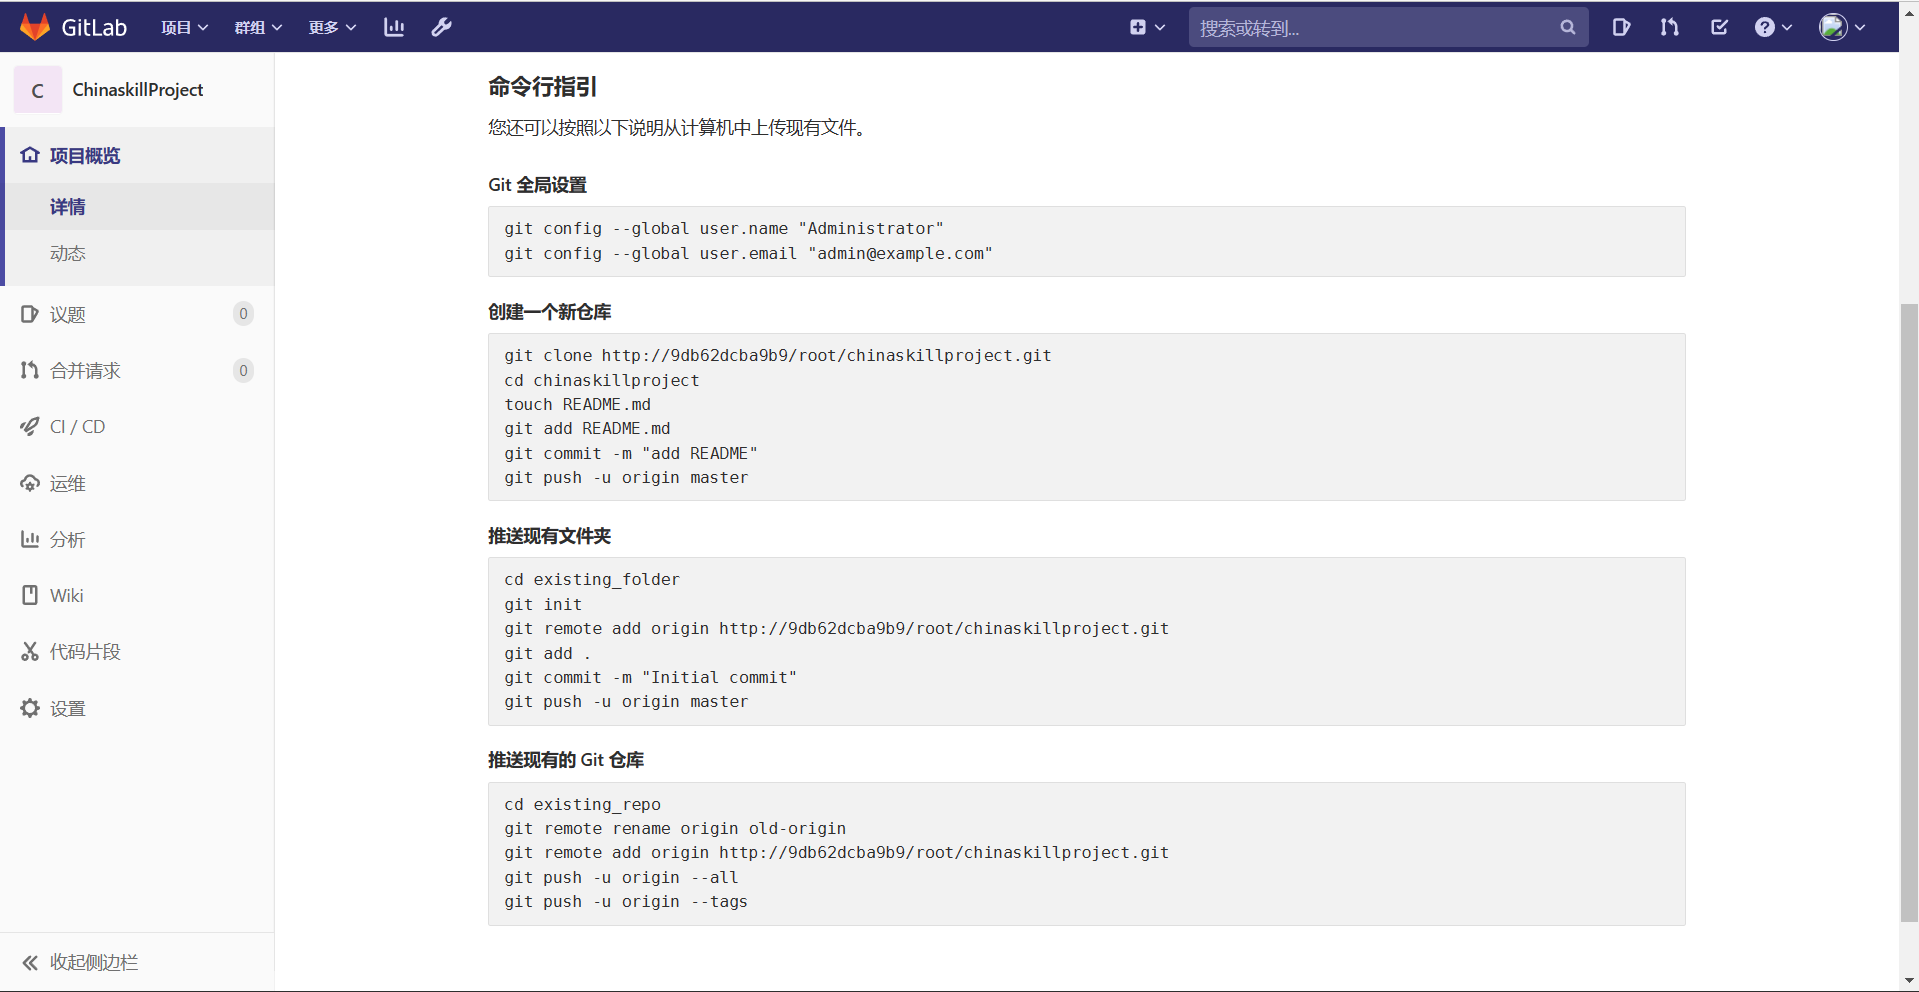 GitLab 项目 群组 更多 搜索或转到...
C ChinaskillProject
项目概览
详情
动态
议题 0
合并请求 0
CI / CD
运维
分析
Wiki
代码片段
设置
收起侧边栏
命令行指引
您还可以按照以下说明从计算机中上传现有文件。
Git 全局设置
git config --global user.name "Administrator"
git config --global user.email "admin@example.com"
创建一个新仓库
git clone http://9db62dcba9b9/root/chinaskillproject.git
cd chinaskillproject
touch README.md
git add README.md
git commit -m "add README"
git push -u origin master
推送现有文件夹
cd existing_folder
git init
git remote add origin http://9db62dcba9b9/root/chinaskillproject.git
git add .
git commit -m "Initial commit"
git push -u origin master
推送现有的 Git 仓库
cd existing_repo
git remote rename origin old-origin
git remote add origin http://9db62dcba9b9/root/chinaskillproject.git
git push -u origin --all
git push -u origin --tags